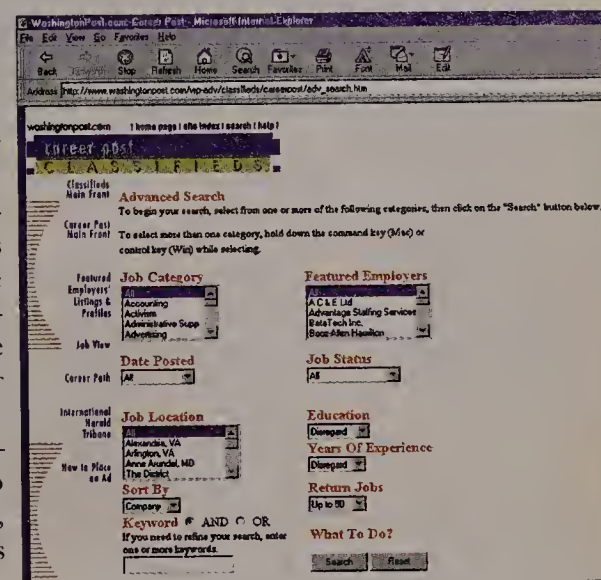 WashingtonPost.com: Career Post - Microsoft Internet Explorer
File Edit View Go Favorites Help
Back Forward Stop Refresh Home Search Favorites Print Font Mail Edit
Address http://www.washingtonpost.com/wp-adv/classifieds/careerpost/adv_search.htm
washingtonpost.com | home page | site index | search | help |
career post
CLASSIFIEDS
Classifieds Main Front
Career Post Main Front
Featured Employers' Listings & Profiles
Job View
Career Path
International Herald Tribune
How to Place an Ad
Advanced Search
To begin your search, select from one or more of the following categories, then click on the "Search" button below.
To select more than one category, hold down the command key (Mac) or
control key (Win) while selecting.
Job Category
All
Accounting
Activism
Administrative Supp
Advertising
Featured Employers
All
A C & E Ltd
Advantage Staffing Services
BetaTech Inc.
Booz-Allen Hamilton
Date Posted
All
Job Status
All
Job Location
All
Alexandria, VA
Arlington, VA
Anne Arundel, MD
The District
Education
Disregard
Years Of Experience
Disregard
Sort By
Company
Return Jobs
Up to 50
Keyword AND OR
If you need to refine your search, enter
one or more keywords.
What To Do?
Search Reset